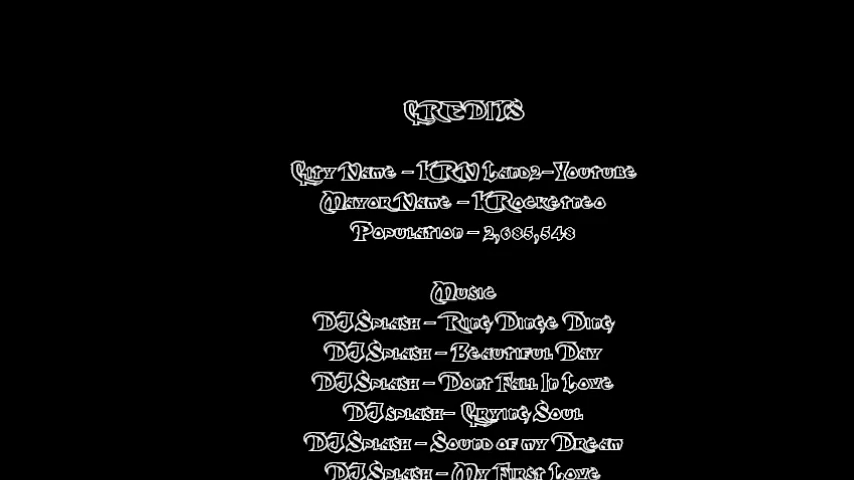 CREDITS
City Name - KRN Land2-Youtube
Mayor Name - KRocketneo
Population - 2,685,548
Music
DJ Splash - Ring Dinge Ding
DJ Splash - Beautiful Day
DJ Splash - Dont Fall In Love
DJ splash- Crying Soul
DJ Splash - Sound of my Dream
DJ Splash - My First Love